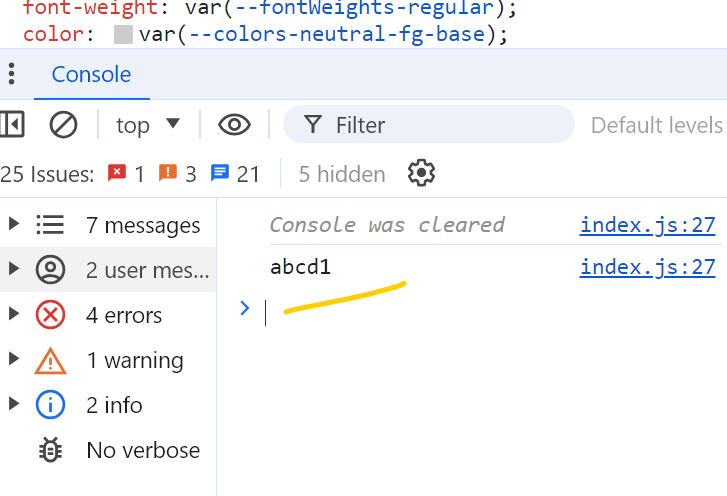 font-weight: var(--fontWeights-regular);
color: var(--colors-neutral-fg-base);
Console
top Filter Default levels
25 Issues: 1 3 21 5 hidden
7 messages
2 user mes...
4 errors
1 warning
2 info
No verbose
Console was cleared index.js:27
abcd1 index.js:27